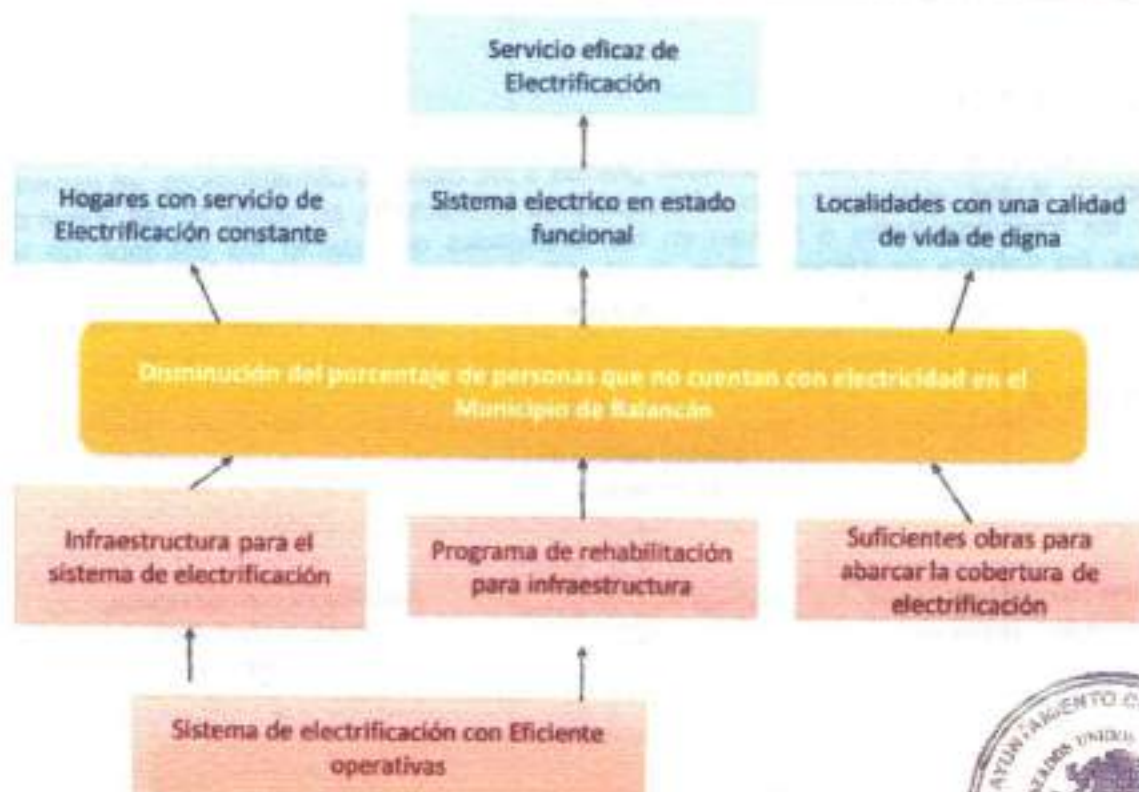 Servicio eficaz de
Electrificación
Hogares con servicio de
Electrificación constante
Sistema electrico en estado
funcional
Localidades con una calidad
de vida de digna
Disminución del porcentaje de personas que no cuentan con electricidad en el
Municipio de Balancán
Infraestructura para el
sistema de electrificación
Programa de rehabilitación
para infraestructura
Suficientes obras para
abarcar la cobertura de
electrificación
Sistema de electrificación con Eficiente
operativas
AYUNTAMIENTO C
UNIDOS